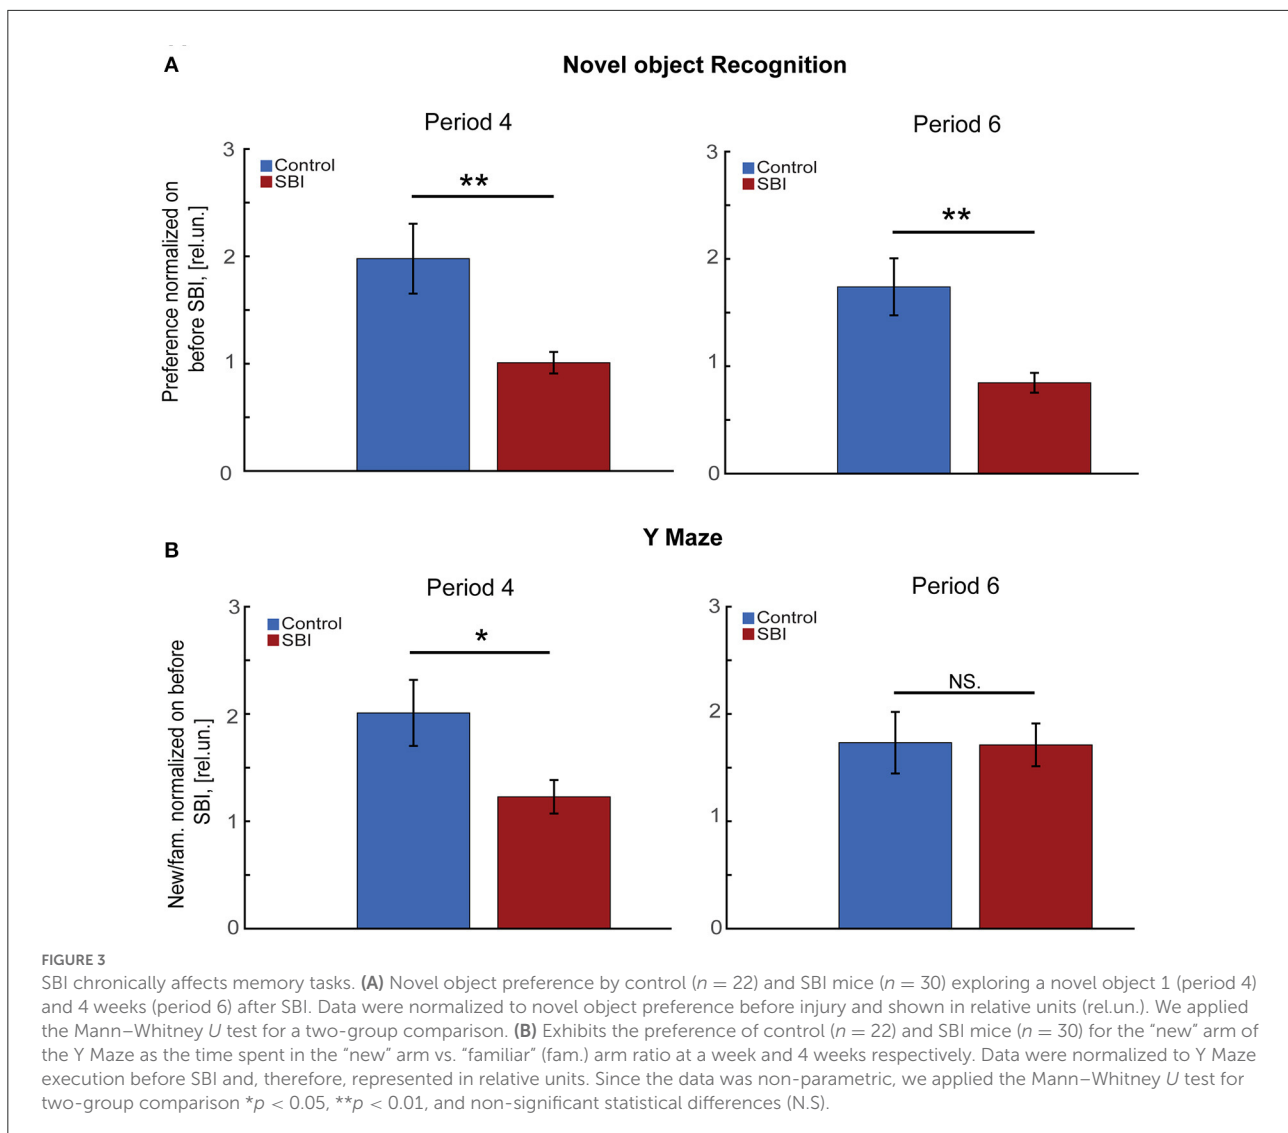 A
Novel object Recognition
Period 4
Preference normalized on
before SBI, [rel.un.]
3
2
1
0
Control
SBI
**
Period 6
3
2
1
0
Control
SBI
**
B
Y Maze
Period 4
New/fam. normalized on before
SBI, [rel.un.]
3
2
1
0
Control
SBI
*
Period 6
3
2
1
0
Control
SBI
NS.
FIGURE 3
SBI chronically affects memory tasks. (A) Novel object preference by control (n = 22) and SBI mice (n = 30) exploring a novel object 1 (period 4)
and 4 weeks (period 6) after SBI. Data were normalized to novel object preference before injury and shown in relative units (rel.un.). We applied
the Mann–Whitney U test for a two-group comparison. (B) Exhibits the preference of control (n = 22) and SBI mice (n = 30) for the “new” arm of
the Y Maze as the time spent in the “new” arm vs. “familiar” (fam.) arm ratio at a week and 4 weeks respectively. Data were normalized to Y Maze
execution before SBI and, therefore, represented in relative units. Since the data was non-parametric, we applied the Mann–Whitney U test for
two-group comparison *p < 0.05, **p < 0.01, and non-significant statistical differences (N.S).